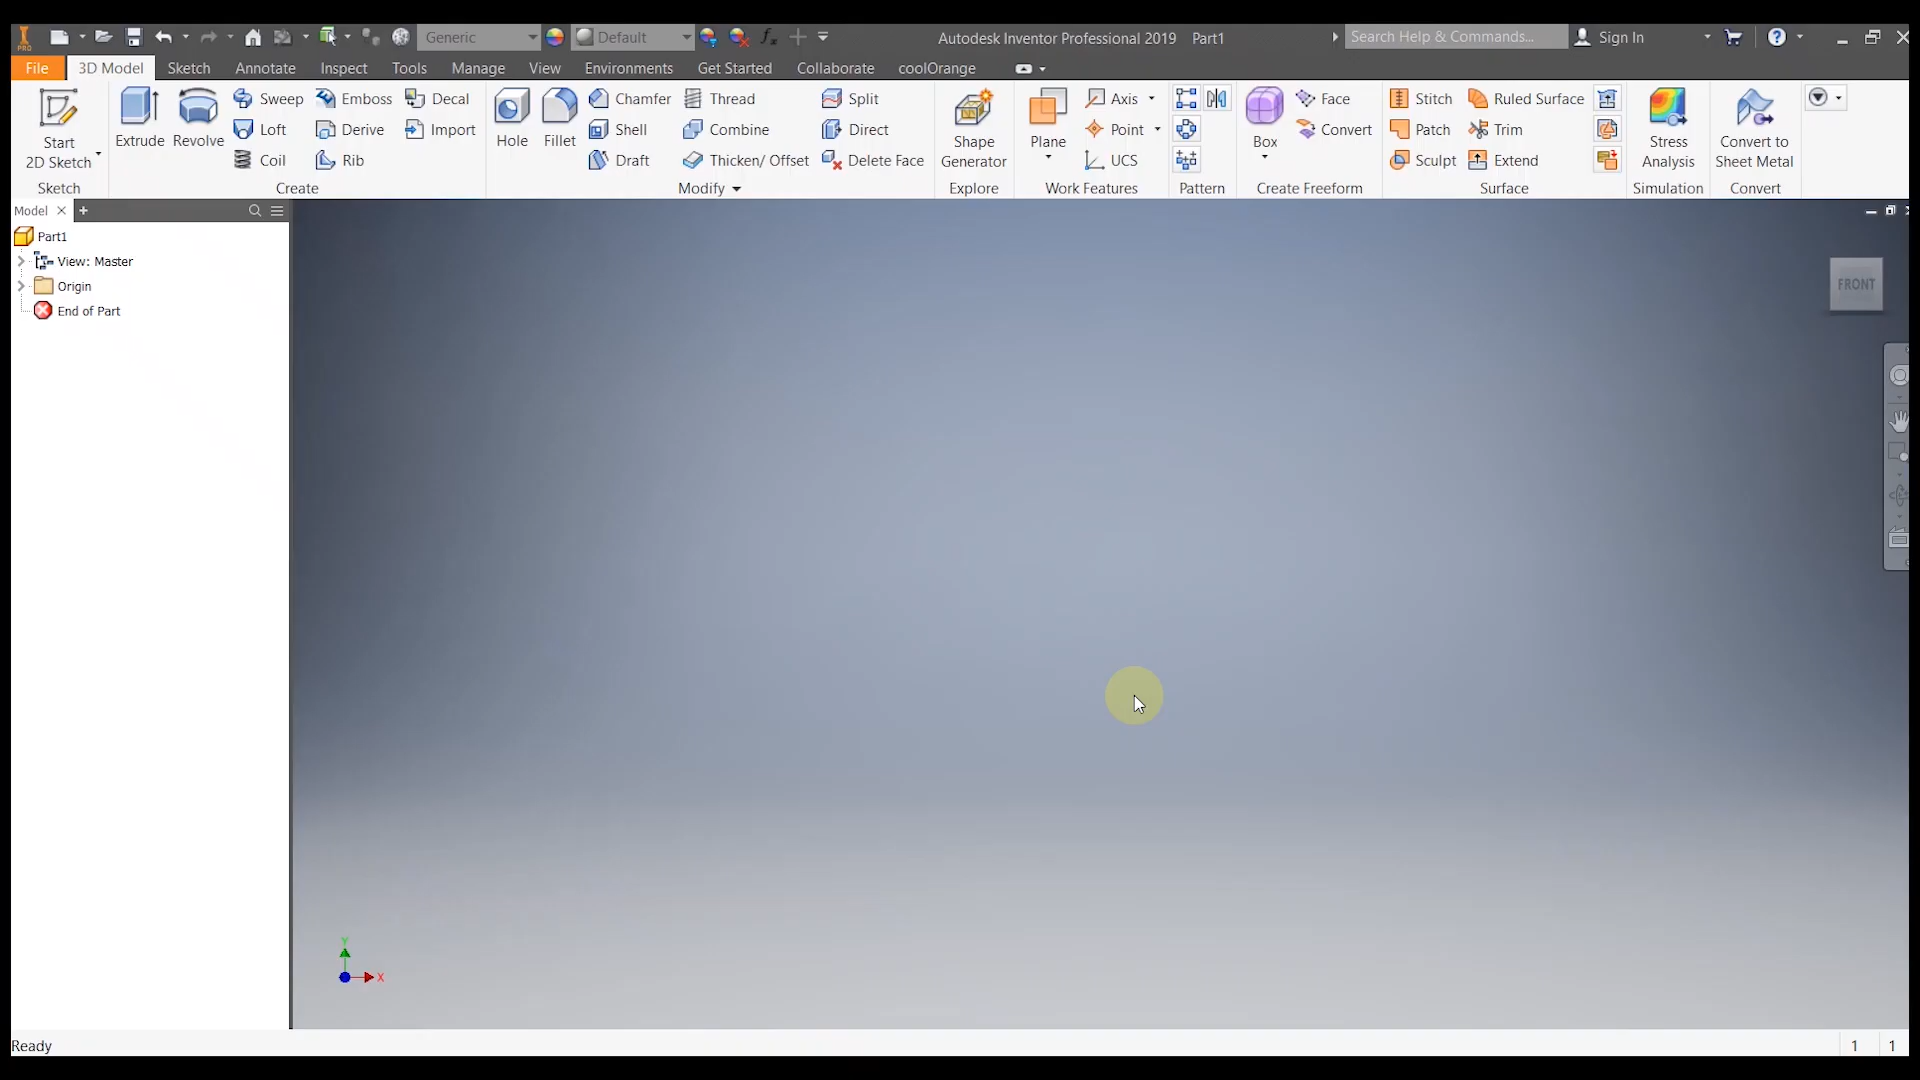 PRO Generic Default Autodesk Inventor Professional 2019 Part1 Search Help & Commands... Sign In
File 3D Model Sketch Annotate Inspect Tools Manage View Environments Get Started Collaborate coolOrange
Sweep Emboss Decal Chamfer Thread Split Axis Face Stitch Ruled Surface
Start Extrude Revolve Loft Derive Import Hole Fillet Shell Combine Direct Shape Plane Point Box Convert Patch Trim Stress Convert to
2D Sketch Coil Rib Draft Thicken/ Offset Delete Face Generator UCS Sculpt Extend Analysis Sheet Metal
Sketch Create Modify Explore Work Features Pattern Create Freeform Surface Simulation Convert
Model
Part1
View: Master
Origin
End of Part
FRONT
Y
X
Ready 1 1